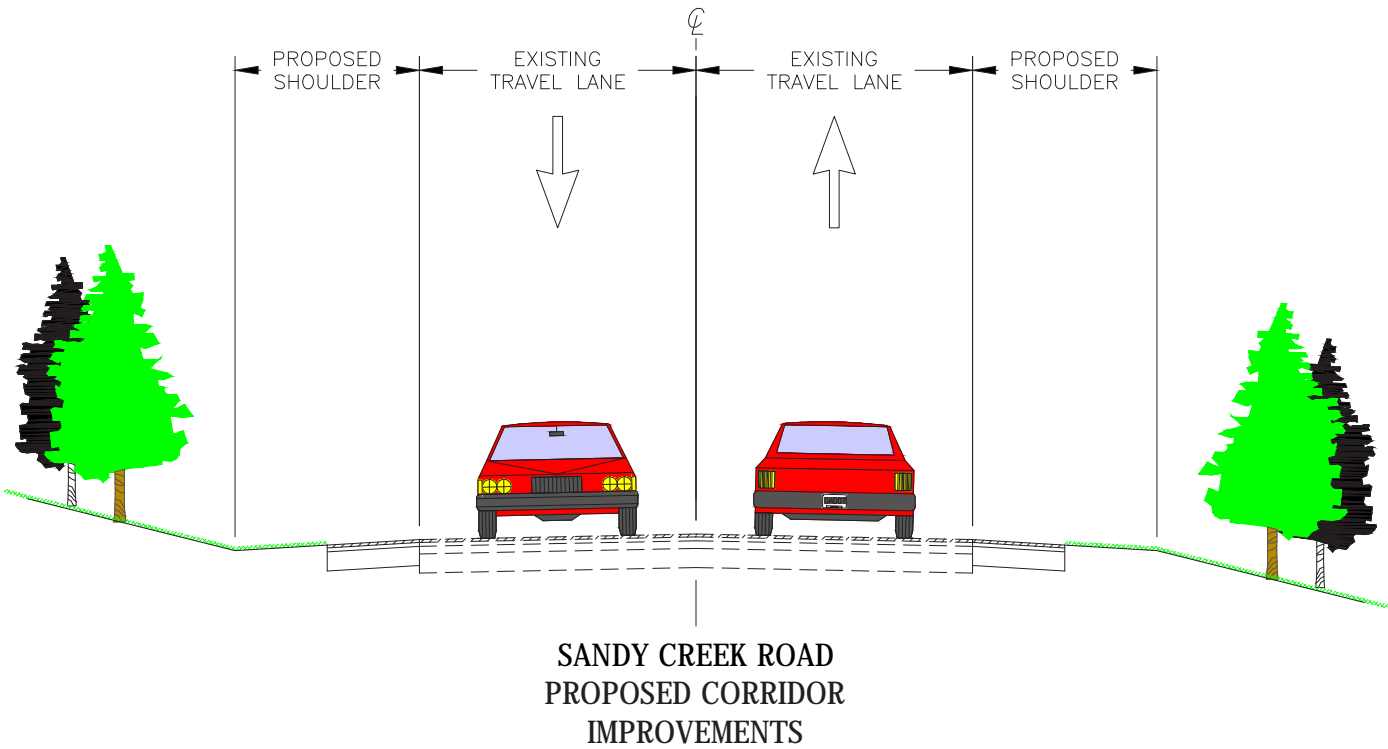 ℄
PROPOSED
SHOULDER
EXISTING
TRAVEL LANE
EXISTING
TRAVEL LANE
PROPOSED
SHOULDER
SANDY CREEK ROAD
PROPOSED CORRIDOR
IMPROVEMENTS